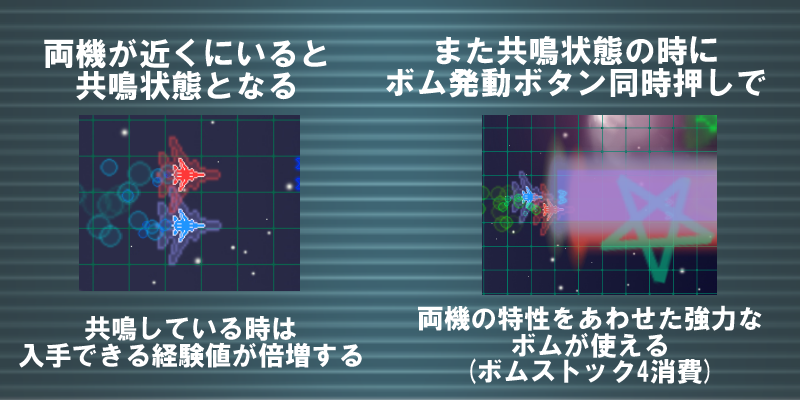 両機が近くにいると
共鳴状態となる
共鳴している時は
入手できる経験値が倍増する
また共鳴状態の時に
ボム発動ボタン同時押しで
両機の特性をあわせた強力な
ボムが使える
(ボムストック4消費)